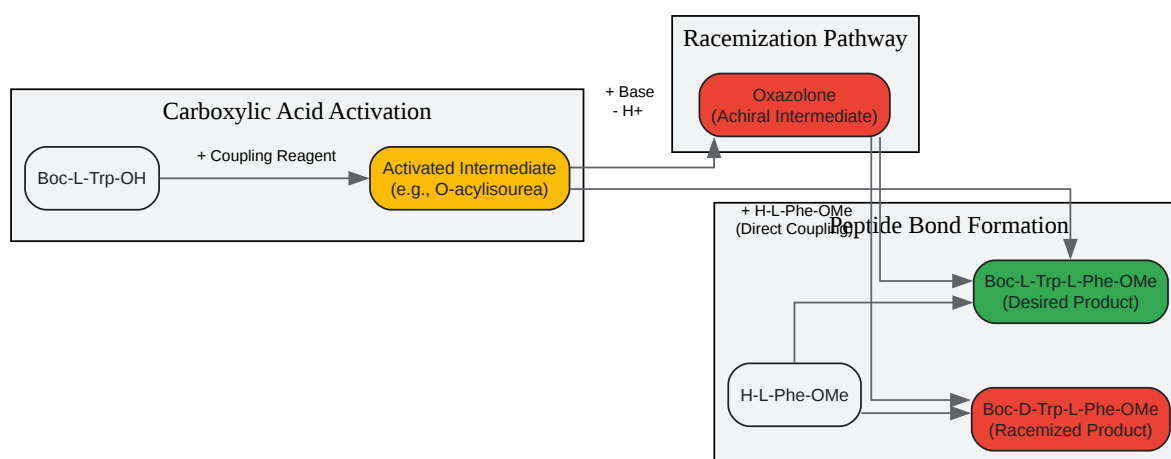 Racemization Pathway
Oxazolone
(Achiral Intermediate)
+ Base
- H+
Carboxylic Acid Activation
+ Coupling Reagent
Boc-L-Trp-OH
Activated Intermediate
(e.g., O-acylisourea)
+ H-L-Phe-OMe
(Direct Coupling)
Peptide Bond Formation
Boc-L-Trp-L-Phe-OMe
(Desired Product)
H-L-Phe-OMe
Boc-D-Trp-L-Phe-OMe
(Racemized Product)